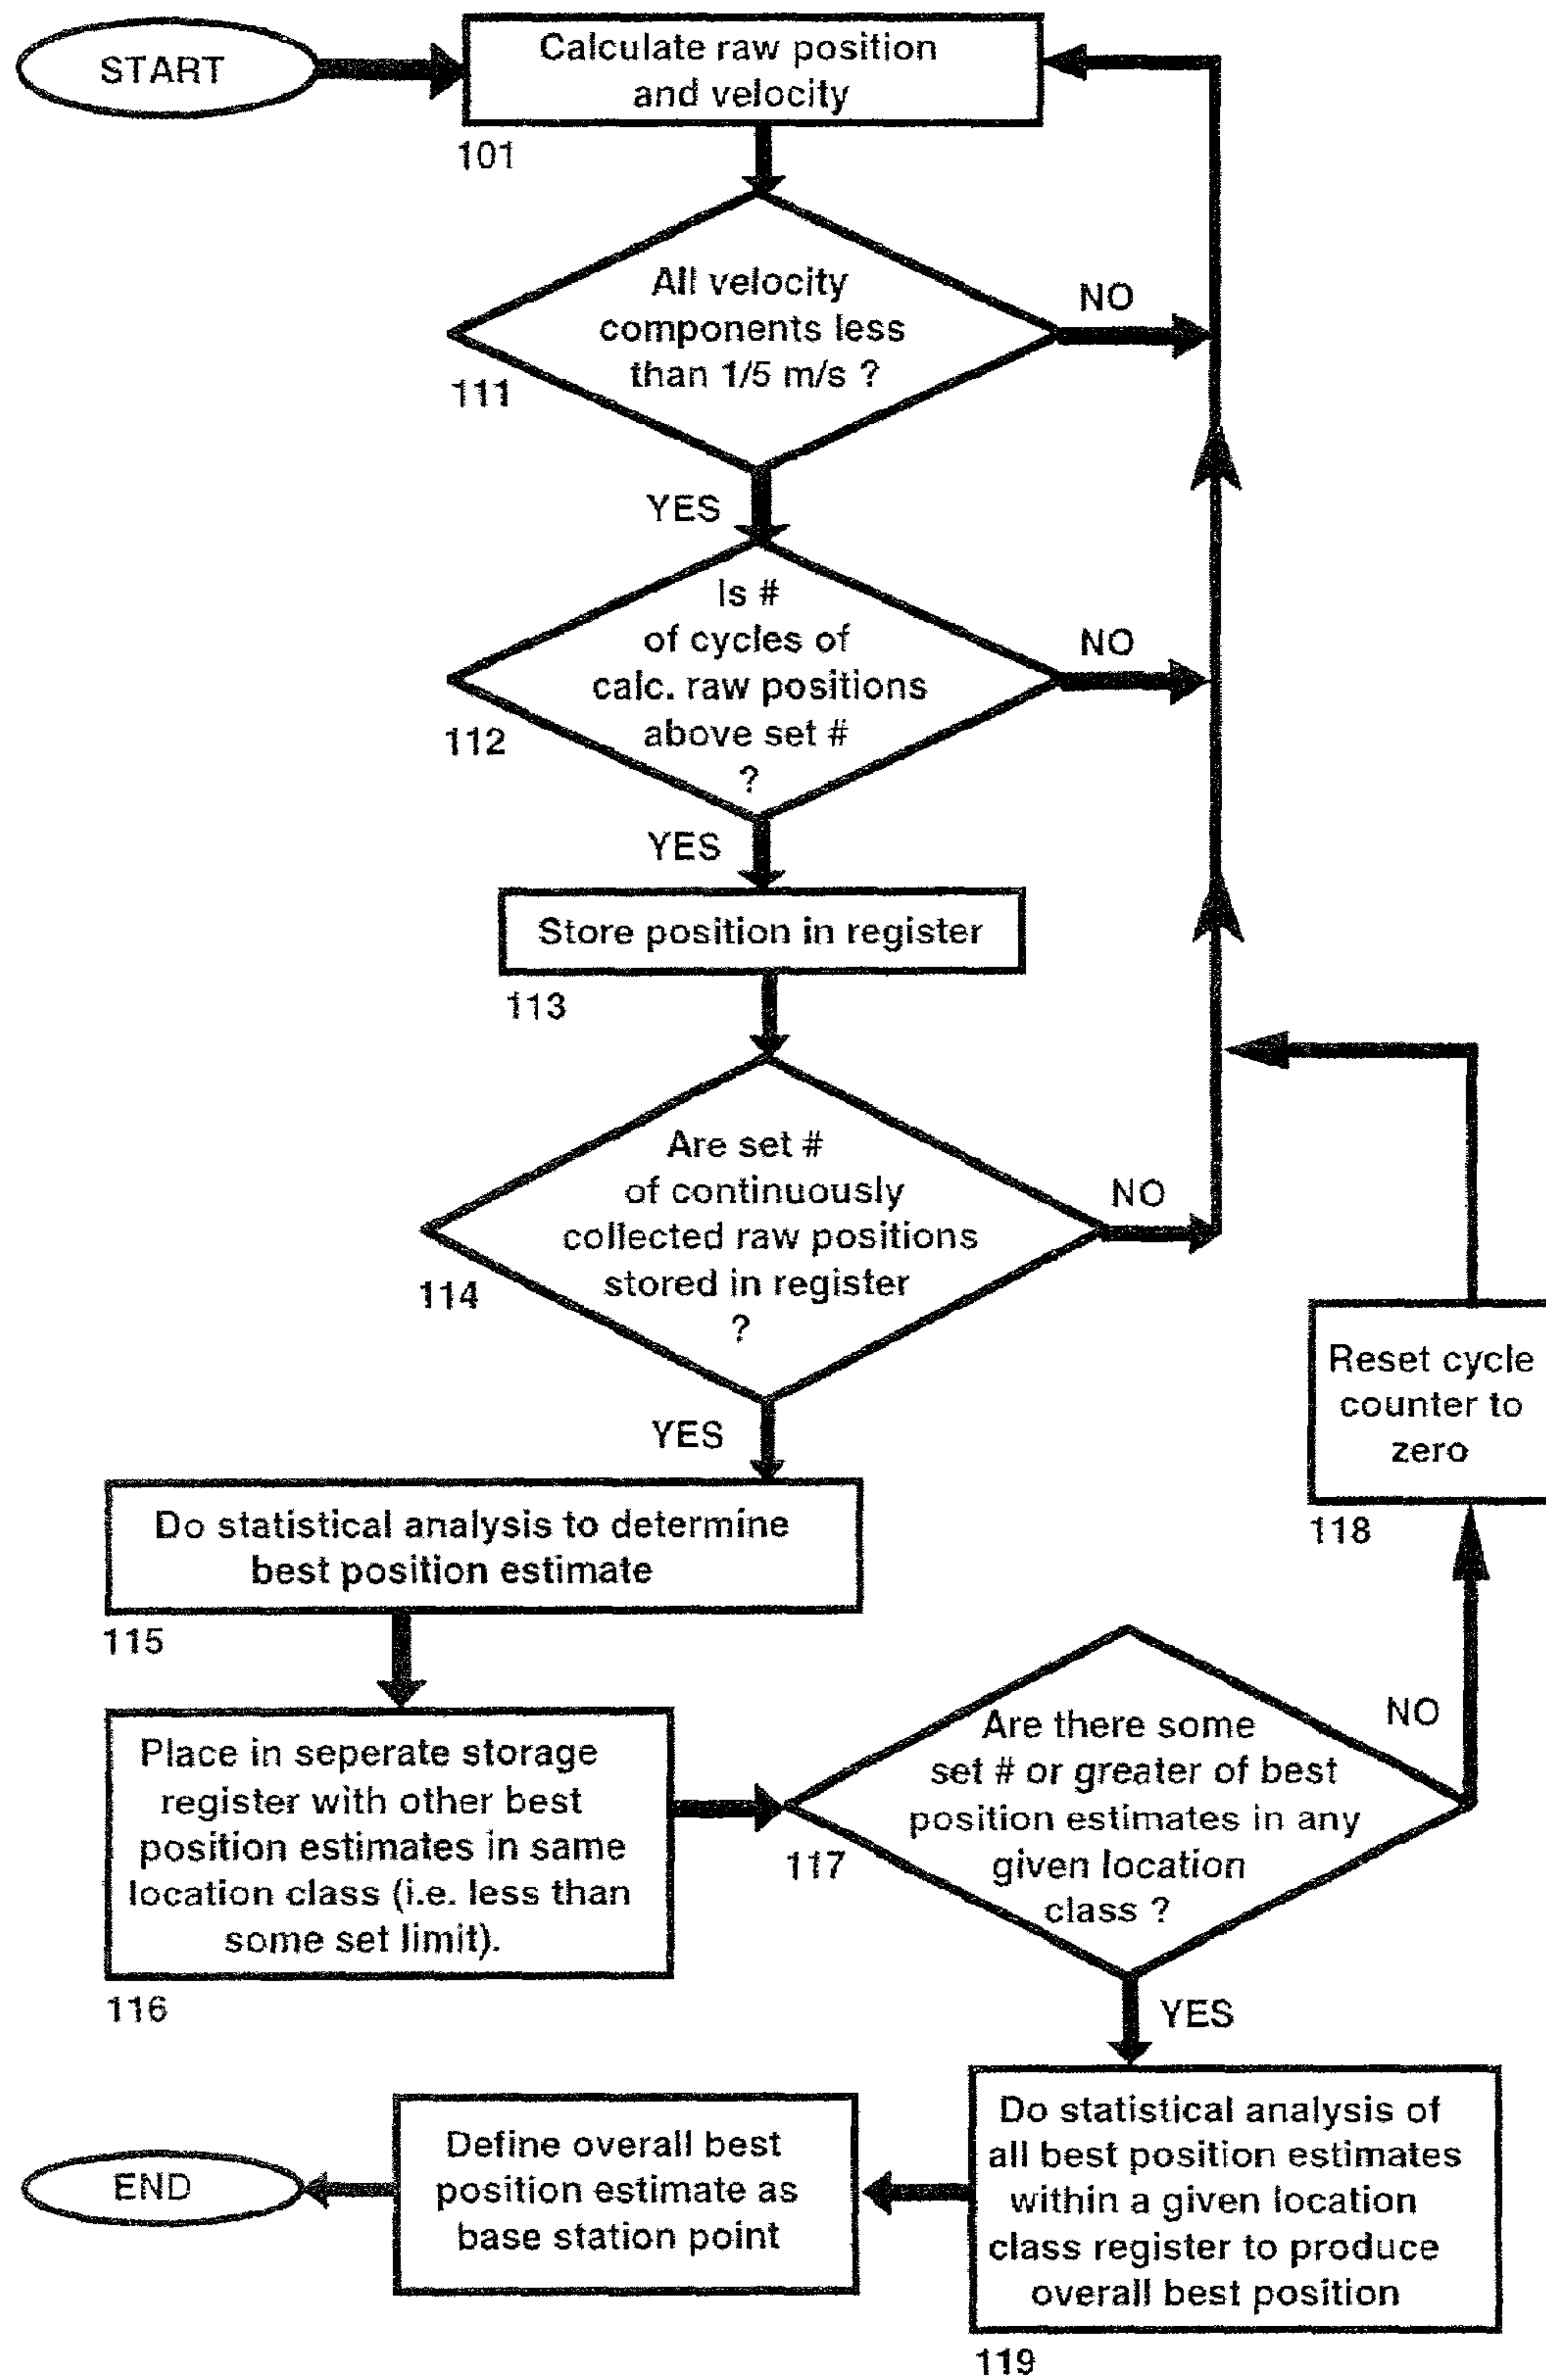 START
Calculate raw position
and velocity
101
All velocity
components less
than 1/5 m/s ?
111
NO
YES
Is #
of cycles of
calc. raw positions
above set #
?
112
NO
YES
Store position in register
113
Are set #
of continuously
collected raw positions
stored in register
?
114
NO
YES
Reset cycle
counter to
zero
118
Do statistical analysis to determine
best position estimate
115
Place in seperate storage
register with other best
position estimates in same
location class (i.e. less than
some set limit).
116
Are there some
set # or greater of best
position estimates in any
given location
class ?
117
NO
YES
Do statistical analysis of
all best position estimates
within a given location
class register to produce
overall best position
119
Define overall best
position estimate as
base station point
END